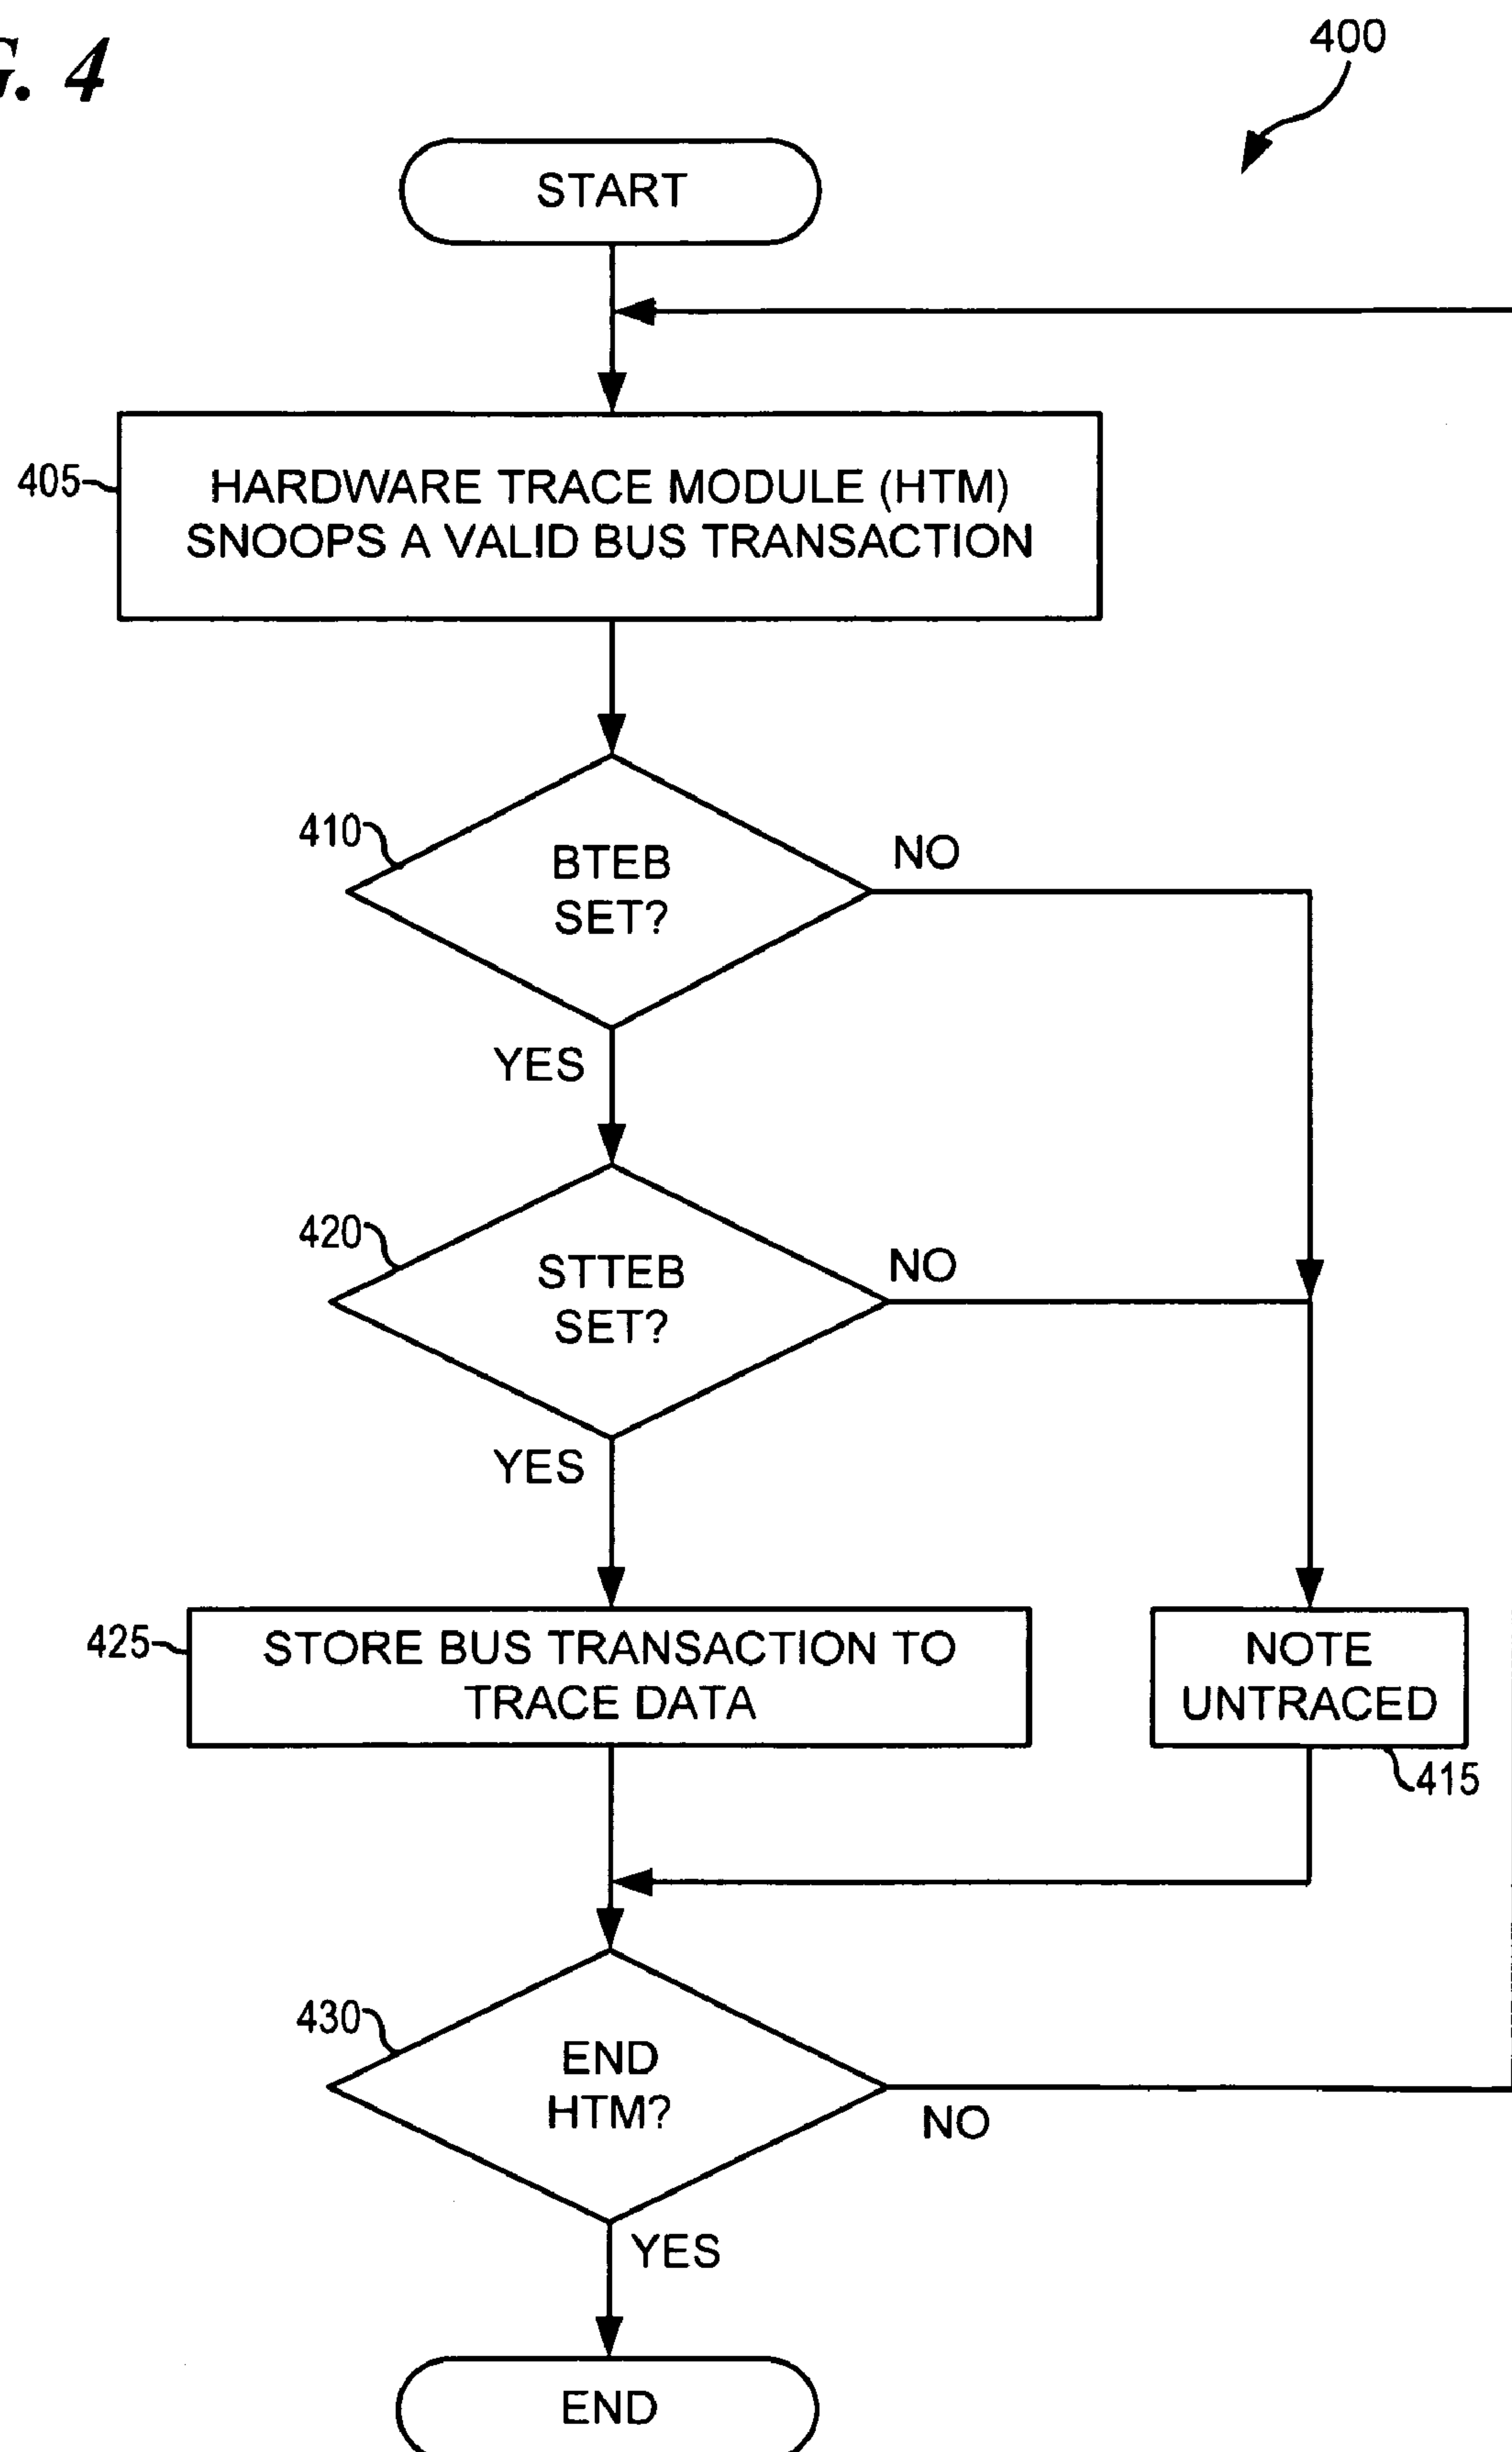 G. 4
400
START
405
HARDWARE TRACE MODULE (HTM)
SNOOPS A VALID BUS TRANSACTION
410
BTEB
SET?
NO
YES
420
STTEB
SET?
NO
YES
425
STORE BUS TRANSACTION TO
TRACE DATA
NOTE
UNTRACED
415
430
END
HTM?
NO
YES
END